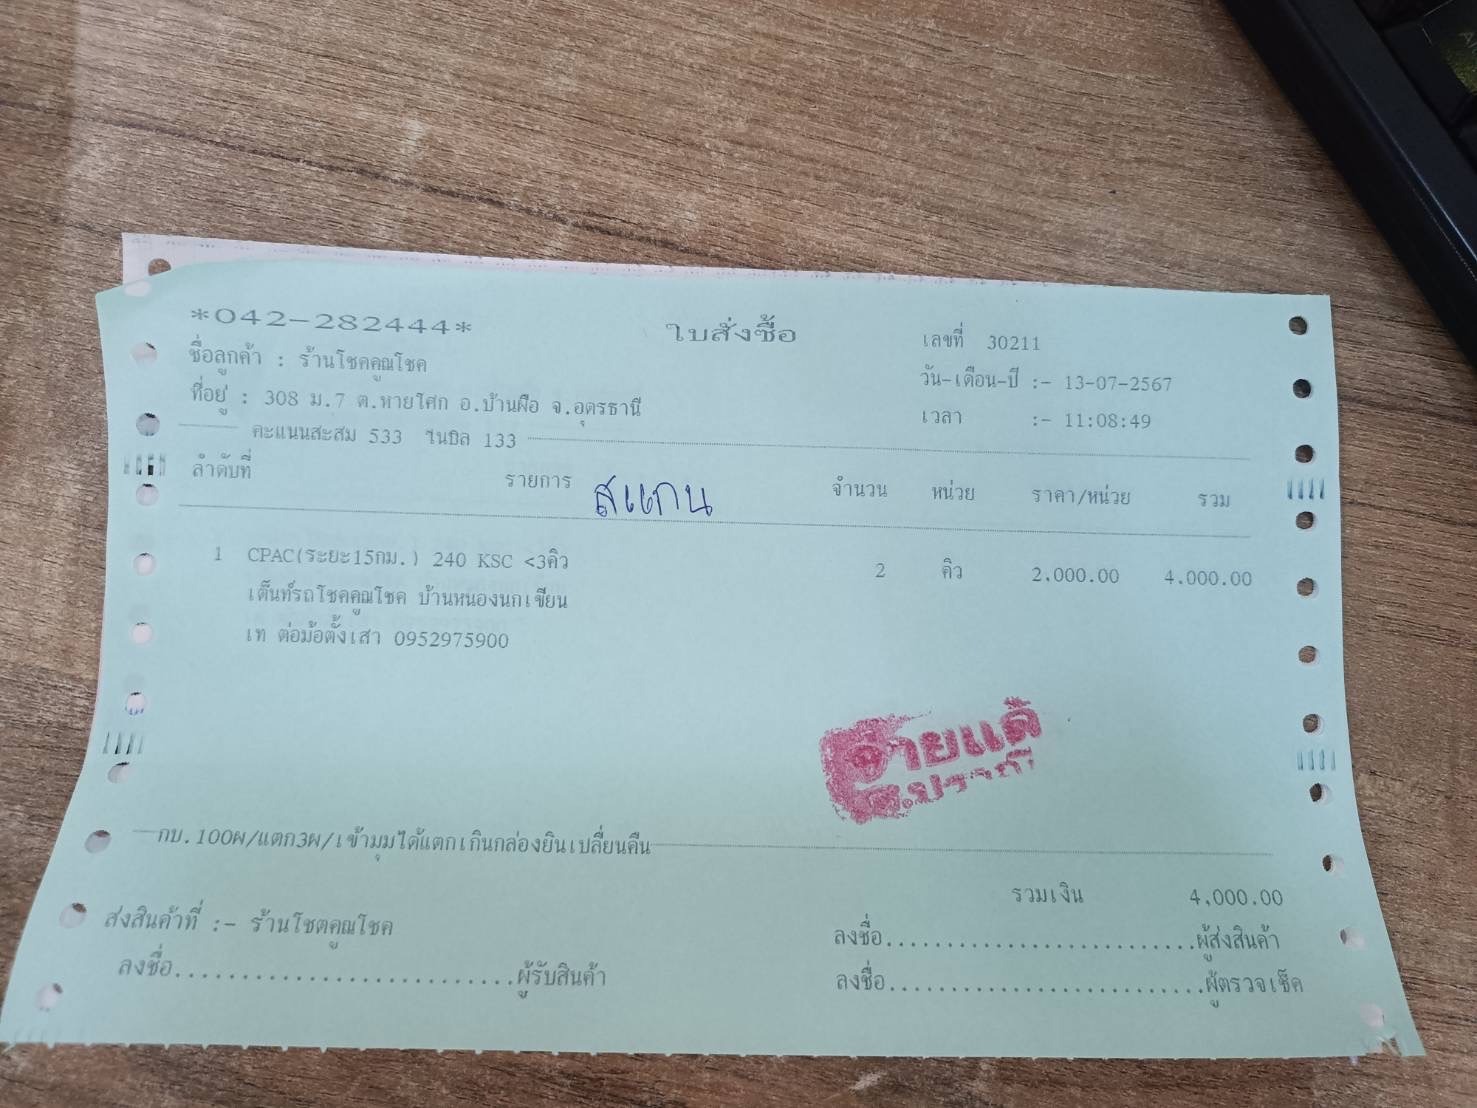 *042-282444*
ใบสั่งซื้อ
เลขที่ 30211
ชื่อลูกค้า : ร้านโชคคูณโชค
วัน-เดือน-ปี :- 13-07-2567
ที่อยู่ : 308 ม.7 ต.หายโศก อ.บ้านผือ จ.อุดรธานี
เวลา :- 11:08:49
คะแนนสะสม 533 ในบิล 133
ลำดับที่ รายการ จำนวน หน่วย ราคา/หน่วย รวม
สแกน
1 CPAC(ระยะ15กม.) 240 KSC <3คิว 2 คิว 2,000.00 4,000.00
เต็นท์รถโชคคูณโชค บ้านหนองนกเขียน
เท ต่อม้อตั้งเสา 0952975900
จ่ายแล้
กบ.100ผ/แตก3ผ/เข้ามุมได้แตกเกินกล่องยินเปลี่ยนคืน
รวมเงิน 4,000.00
ส่งสินค้าที่ :- ร้านโชตคูณโชค
ลงชื่อ.........................ผู้ส่งสินค้า
ลงชื่อ...........................ผู้รับสินค้า
ลงชื่อ.........................ผู้ตรวจเช็ค